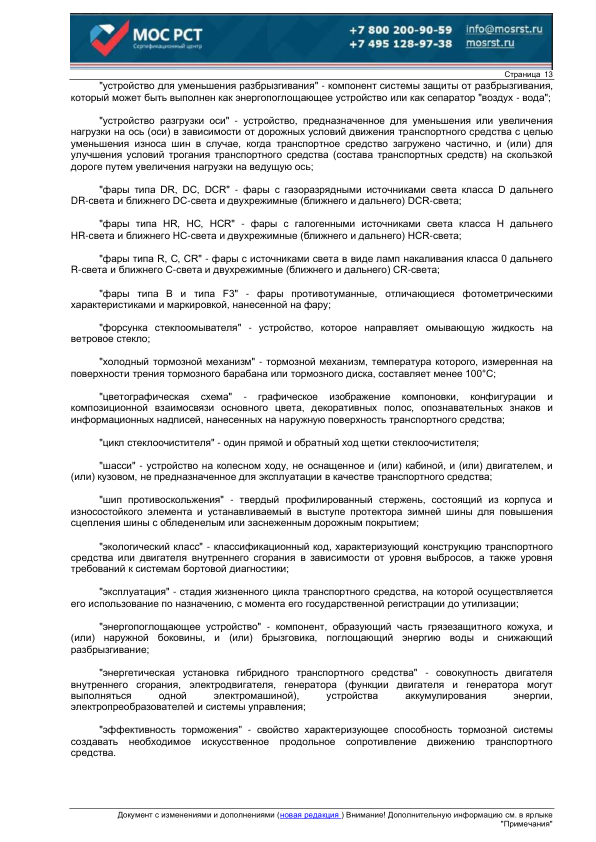 МОС РСТ
Сертификационный центр
+7 800 200-90-59
+7 495 128-97-38
info@mosrst.ru
mosrst.ru
Страница 13
"устройство для уменьшения разбрызгивания" - компонент системы защиты от разбрызгивания,
который может быть выполнен как энергопоглощающее устройство или как сепаратор "воздух - вода";
"устройство разгрузки оси" - устройство, предназначенное для уменьшения или увеличения
нагрузки на ось (оси) в зависимости от дорожных условий движения транспортного средства с целью
уменьшения износа шин в случае, когда транспортное средство загружено частично, и (или) для
улучшения условий трогания транспортного средства (состава транспортных средств) на скользкой
дороге путем увеличения нагрузки на ведущую ось;
"фары типа DR, DC, DCR" - фары с газоразрядными источниками света класса D дальнего
DR-света и ближнего DC-света и двухрежимные (ближнего и дальнего) DCR-света;
"фары типа HR, HC, HCR" - фары с галогенными источниками света класса Н дальнего
HR-света и ближнего НС-света и двухрежимные (ближнего и дальнего) HCR-света;
"фары типа R, C, CR" - фары с источниками света в виде ламп накаливания класса 0 дальнего
R-света и ближнего С-света и двухрежимные (ближнего и дальнего) CR-света;
"фары типа В и типа F3" - фары противотуманные, отличающиеся фотометрическими
характеристиками и маркировкой, нанесенной на фару;
"форсунка стеклоомывателя" - устройство, которое направляет омывающую жидкость на
ветровое стекло;
"холодный тормозной механизм" - тормозной механизм, температура которого, измеренная на
поверхности трения тормозного барабана или тормозного диска, составляет менее 100°С;
"цветографическая схема" - графическое изображение компоновки, конфигурации и
композиционной взаимосвязи основного цвета, декоративных полос, опознавательных знаков и
информационных надписей, нанесенных на наружную поверхность транспортного средства;
"цикл стеклоочистителя" - один прямой и обратный ход щетки стеклоочистителя;
"шасси" - устройство на колесном ходу, не оснащенное и (или) кабиной, и (или) двигателем, и
(или) кузовом, не предназначенное для эксплуатации в качестве транспортного средства;
"шип противоскольжения" - твердый профилированный стержень, состоящий из корпуса и
износостойкого элемента и устанавливаемый в выступе протектора зимней шины для повышения
сцепления шины с обледенелым или заснеженным дорожным покрытием;
"экологический класс" - классификационный код, характеризующий конструкцию транспортного
средства или двигателя внутреннего сгорания в зависимости от уровня выбросов, а также уровня
требований к системам бортовой диагностики;
"эксплуатация" - стадия жизненного цикла транспортного средства, на которой осуществляется
его использование по назначению, с момента его государственной регистрации до утилизации;
"энергопоглощающее устройство" - компонент, образующий часть грязезащитного кожуха, и
(или) наружной боковины, и (или) брызговика, поглощающий энергию воды и снижающий
разбрызгивание;
"энергетическая установка гибридного транспортного средства" - совокупность двигателя
внутреннего сгорания, электродвигателя, генератора (функции двигателя и генератора могут
выполняться одной электромашиной), устройства аккумулирования энергии,
электропреобразователей и системы управления;
"эффективность торможения" - свойство характеризующее способность тормозной системы
создавать необходимое искусственное продольное сопротивление движению транспортного
средства.
Документ с изменениями и дополнениями (новая редакция ) Внимание! Дополнительную информацию см. в ярлыке
"Примечания"